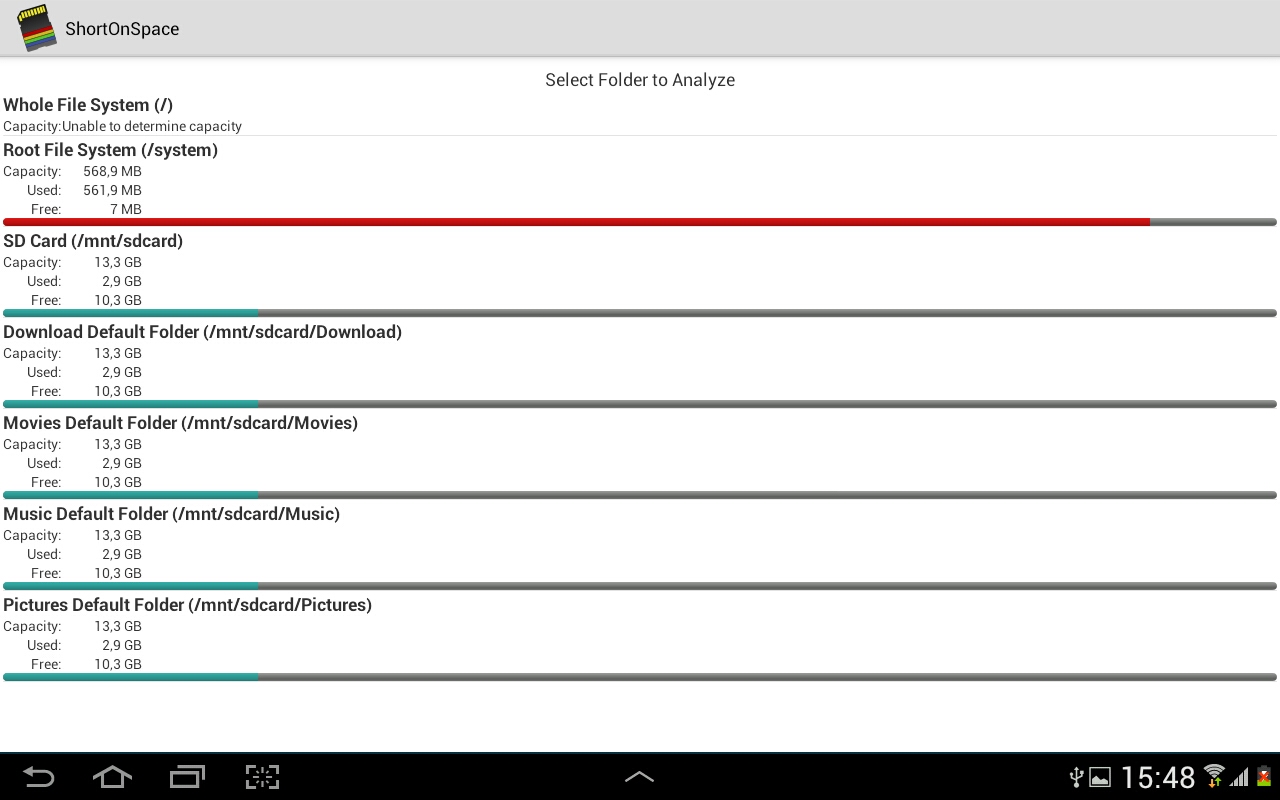 ShortOnSpace
Select Folder to Analyze
Whole File System (/)
Capacity:Unable to determine capacity
Root File System (/system)
Capacity: 568,9 MB
Used: 561,9 MB
Free: 7 MB
SD Card (/mnt/sdcard)
Capacity: 13,3 GB
Used: 2,9 GB
Free: 10,3 GB
Download Default Folder (/mnt/sdcard/Download)
Capacity: 13,3 GB
Used: 2,9 GB
Free: 10,3 GB
Movies Default Folder (/mnt/sdcard/Movies)
Capacity: 13,3 GB
Used: 2,9 GB
Free: 10,3 GB
Music Default Folder (/mnt/sdcard/Music)
Capacity: 13,3 GB
Used: 2,9 GB
Free: 10,3 GB
Pictures Default Folder (/mnt/sdcard/Pictures)
Capacity: 13,3 GB
Used: 2,9 GB
Free: 10,3 GB
15:48